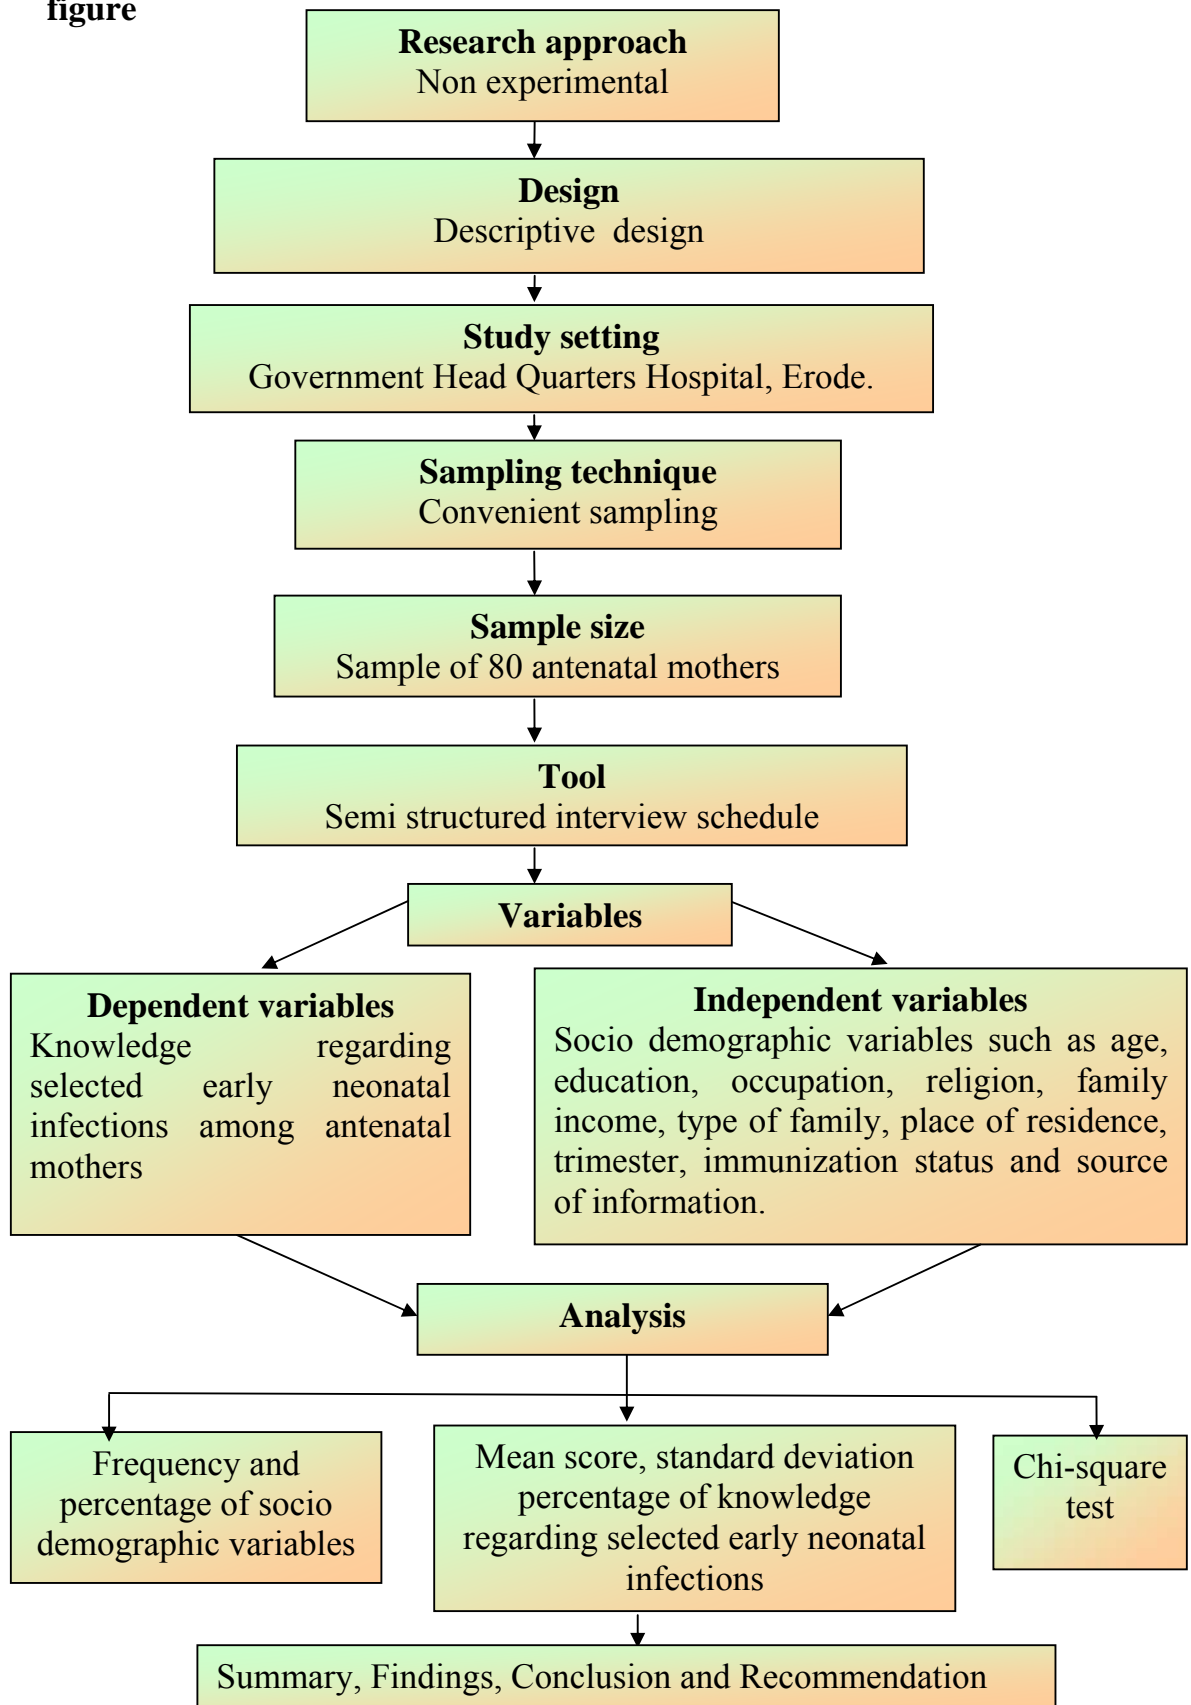 figure
Research approach
Non experimental
Design
Descriptive design
Study setting
Government Head Quarters Hospital, Erode.
Sampling technique
Convenient sampling
Sample size
Sample of 80 antenatal mothers
Tool
Semi structured interview schedule
Variables
Dependent variables
Knowledge regarding
selected early neonatal
infections among antenatal
mothers
Independent variables
Socio demographic variables such as age,
education, occupation, religion, family
income, type of family, place of residence,
trimester, immunization status and source
of information.
Analysis
Frequency and
percentage of socio
demographic variables
Mean score, standard deviation
percentage of knowledge
regarding selected early neonatal
infections
Chi-square
test
Summary, Findings, Conclusion and Recommendation